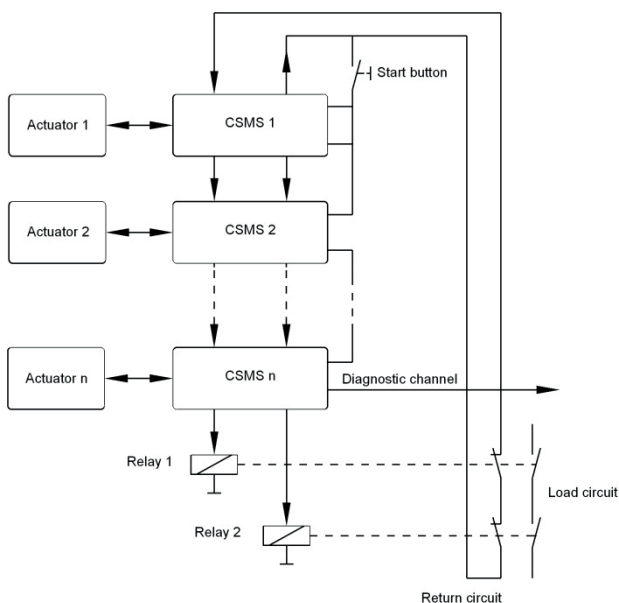 Start button
Actuator 1
CSMS 1
Actuator 2
CSMS 2
Actuator n
CSMS n
Diagnostic channel
Relay 1
Load circuit
Relay 2
Return circuit